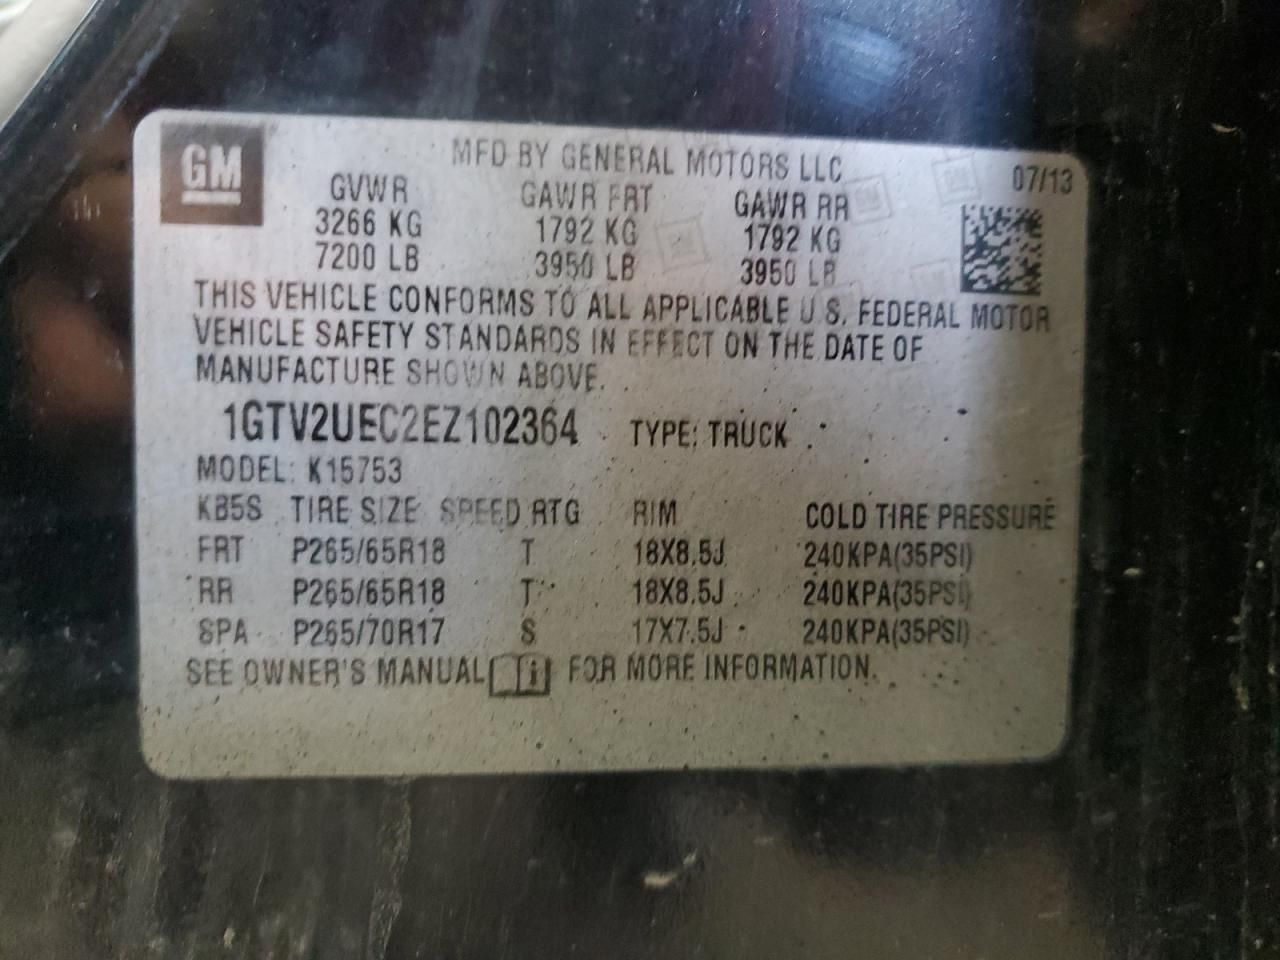 GM
MFD BY GENERAL MOTORS LLC
07/13
GVWR GAWR FRT GAWR RR
3266 KG 1792 KG 1792 KG
7200 LB 3950 LB 3950 LB
THIS VEHICLE CONFORMS TO ALL APPLICABLE U.S. FEDERAL MOTOR
VEHICLE SAFETY STANDARDS IN EFFECT ON THE DATE OF
MANUFACTURE SHOWN ABOVE.
1GTV2UEC2EZ102364 TYPE: TRUCK
MODEL: K15753
KB5S TIRE SIZE SPEED RTG RIM COLD TIRE PRESSURE
FRT P265/65R18 T 18X8.5J 240KPA(35PSI)
RR P265/65R18 T 18X8.5J 240KPA(35PSI)
SPA P265/70R17 S 17X7.5J 240KPA(35PSI)
SEE OWNER'S MANUAL FOR MORE INFORMATION.